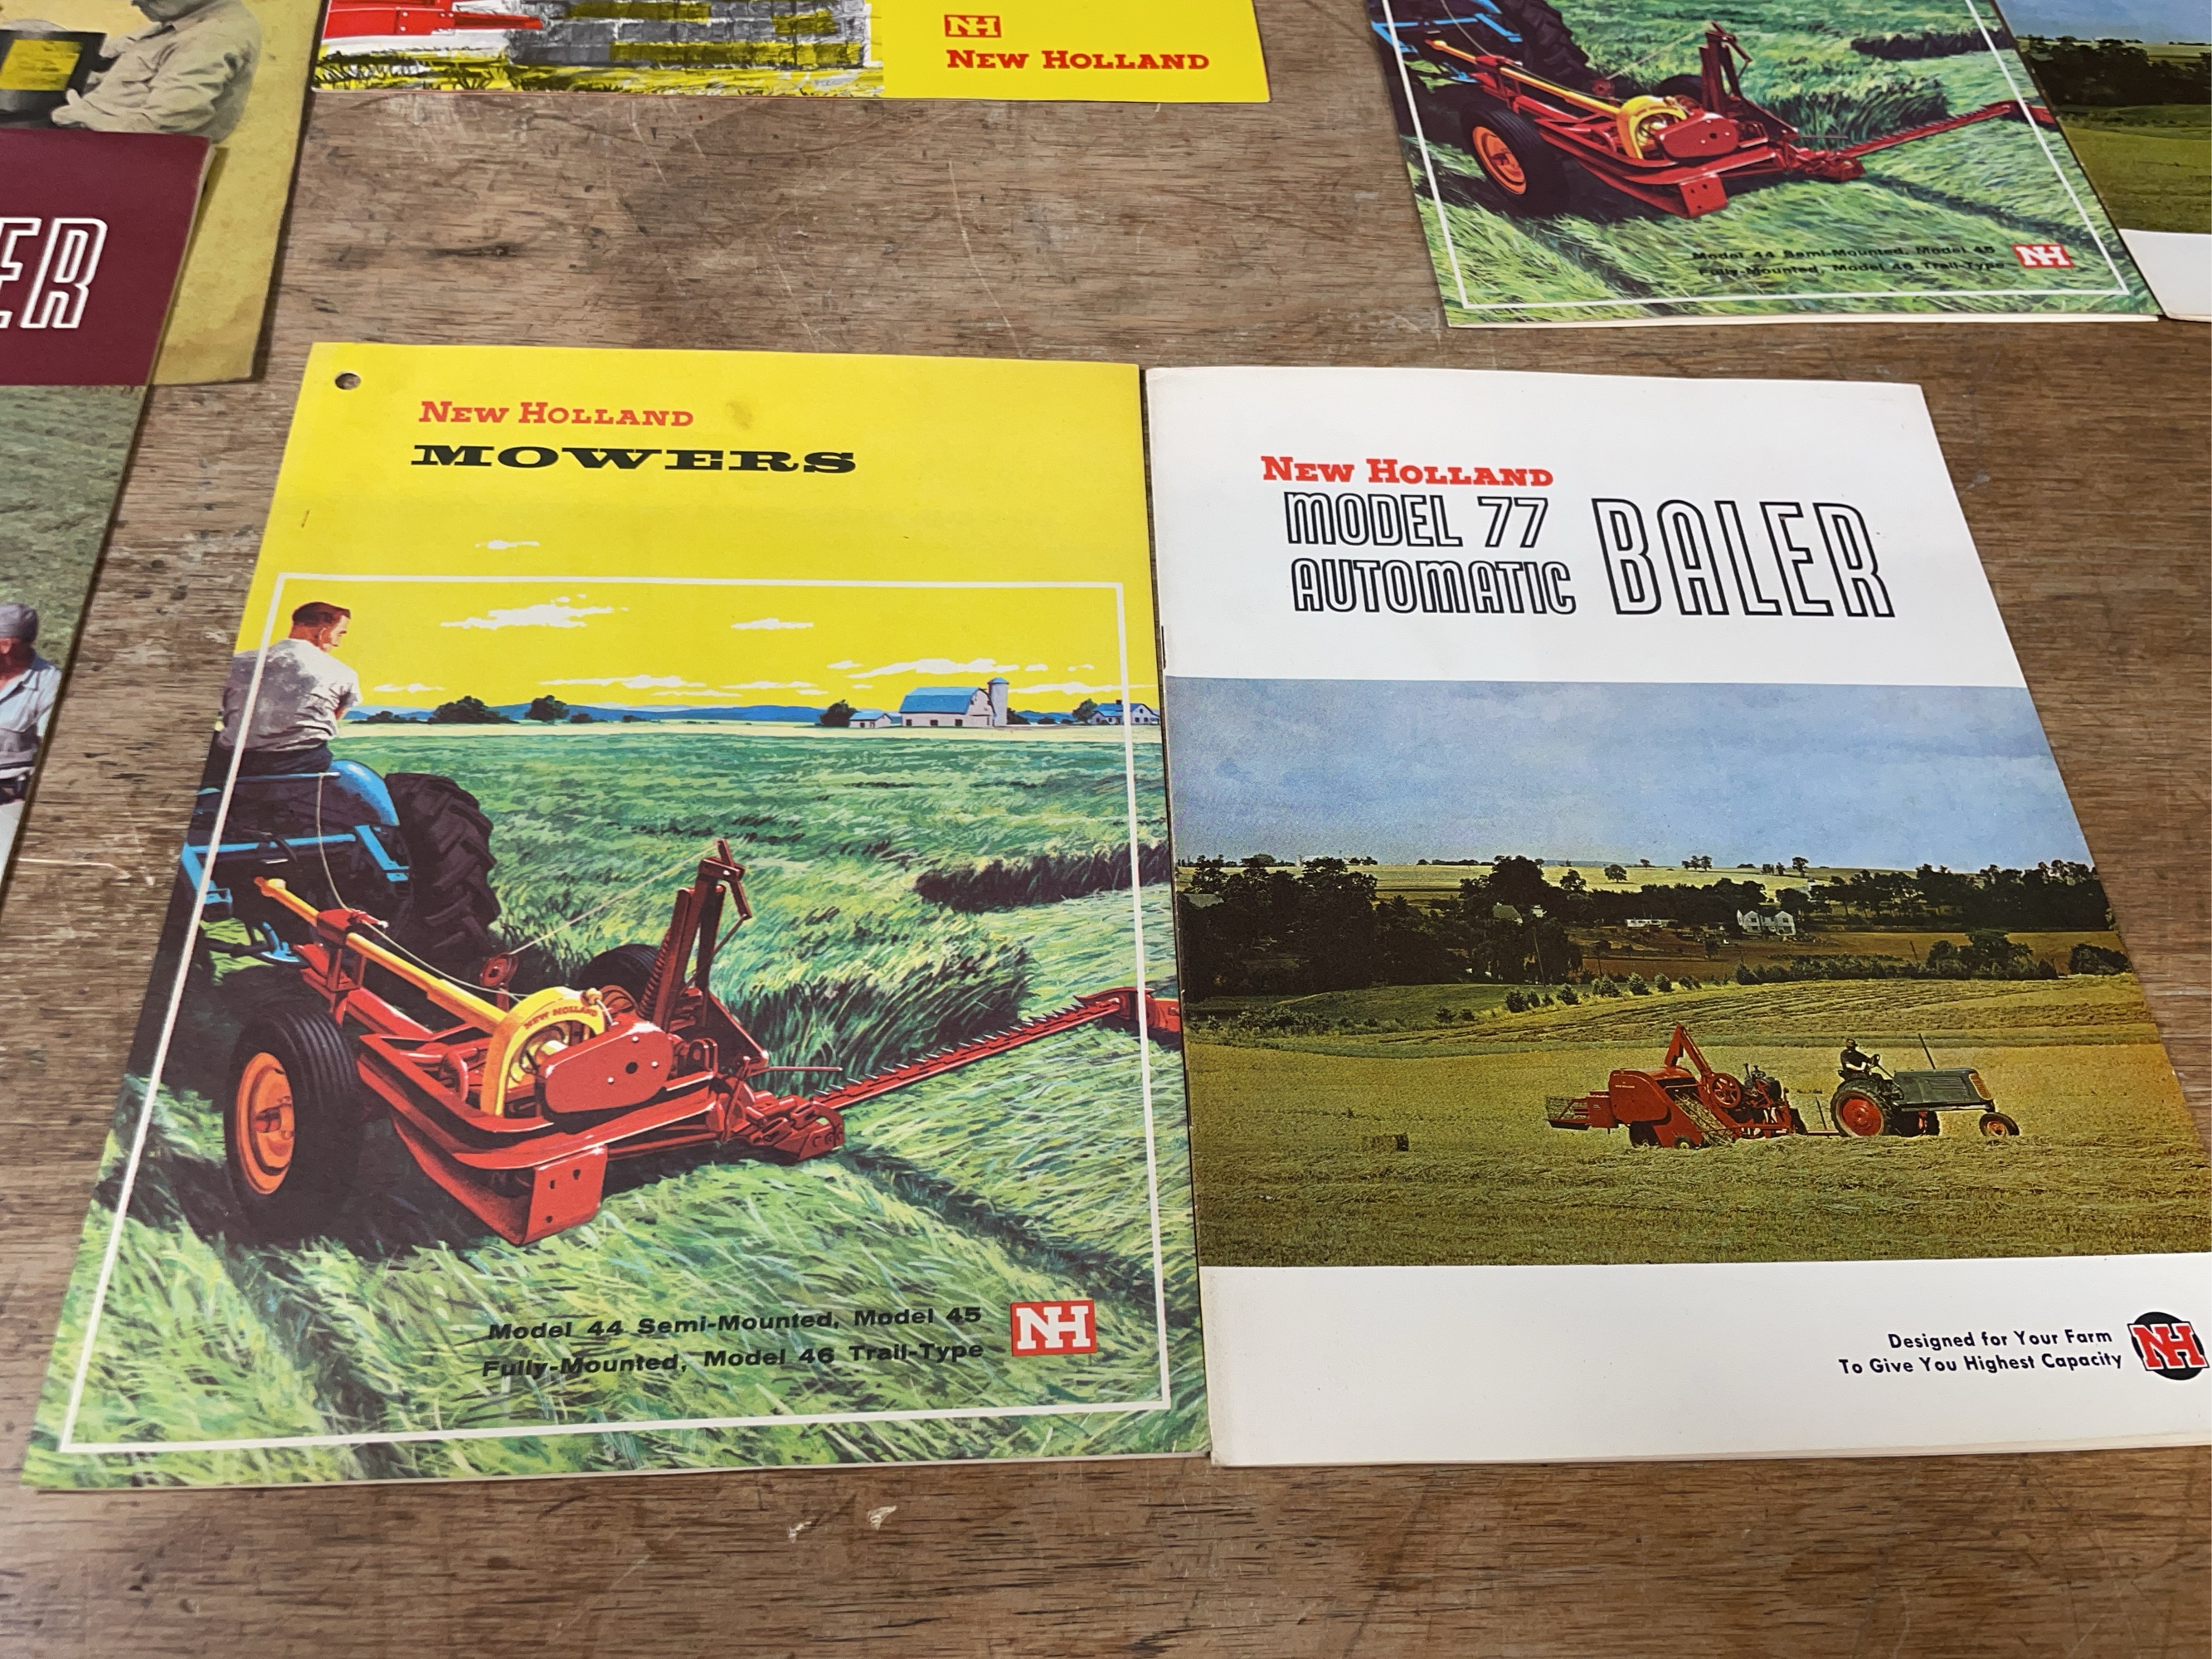 NH
NEW HOLLAND
Model 44 Semi-Mounted, Model 45
Fully-Mounted, Model 46 Trail-Type
NH
ER
NEW HOLLAND
MOWERS
NEW HOLLAND
Model 44 Semi-Mounted, Model 45
Fully-Mounted, Model 46 Trail-Type
NH
NEW HOLLAND
MODEL 77
AUTOMATIC
BALER
Designed for Your Farm
To Give You Highest Capacity
NH